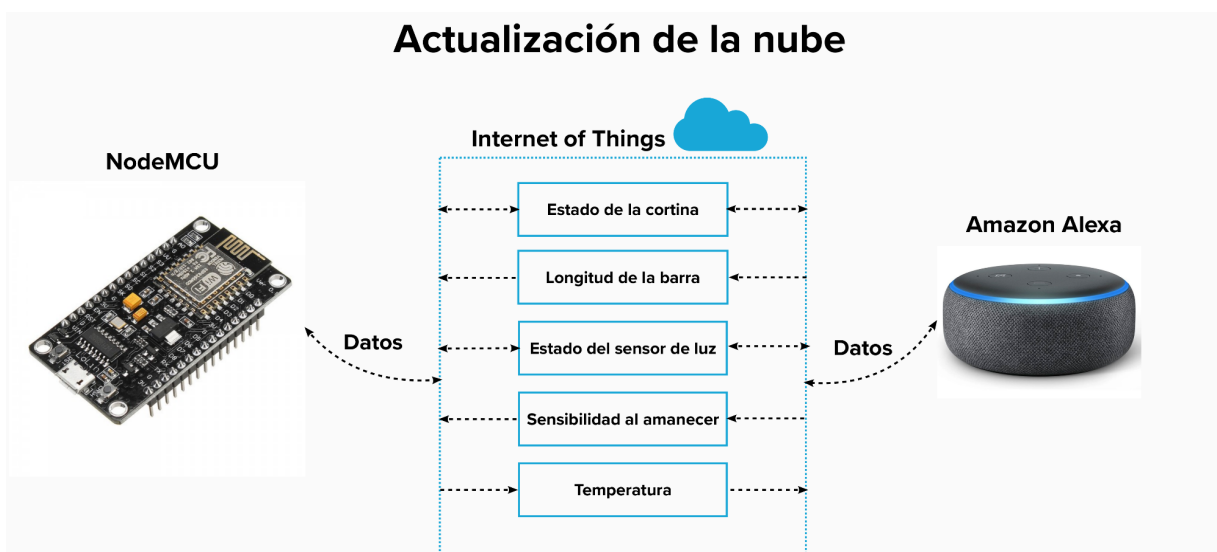 Actualización de la nube
Internet of Things
NodeMCU
Estado de la cortina
Amazon Alexa
Longitud de la barra
Datos
Estado del sensor de luz
Datos
Sensibilidad al amanecer
Temperatura